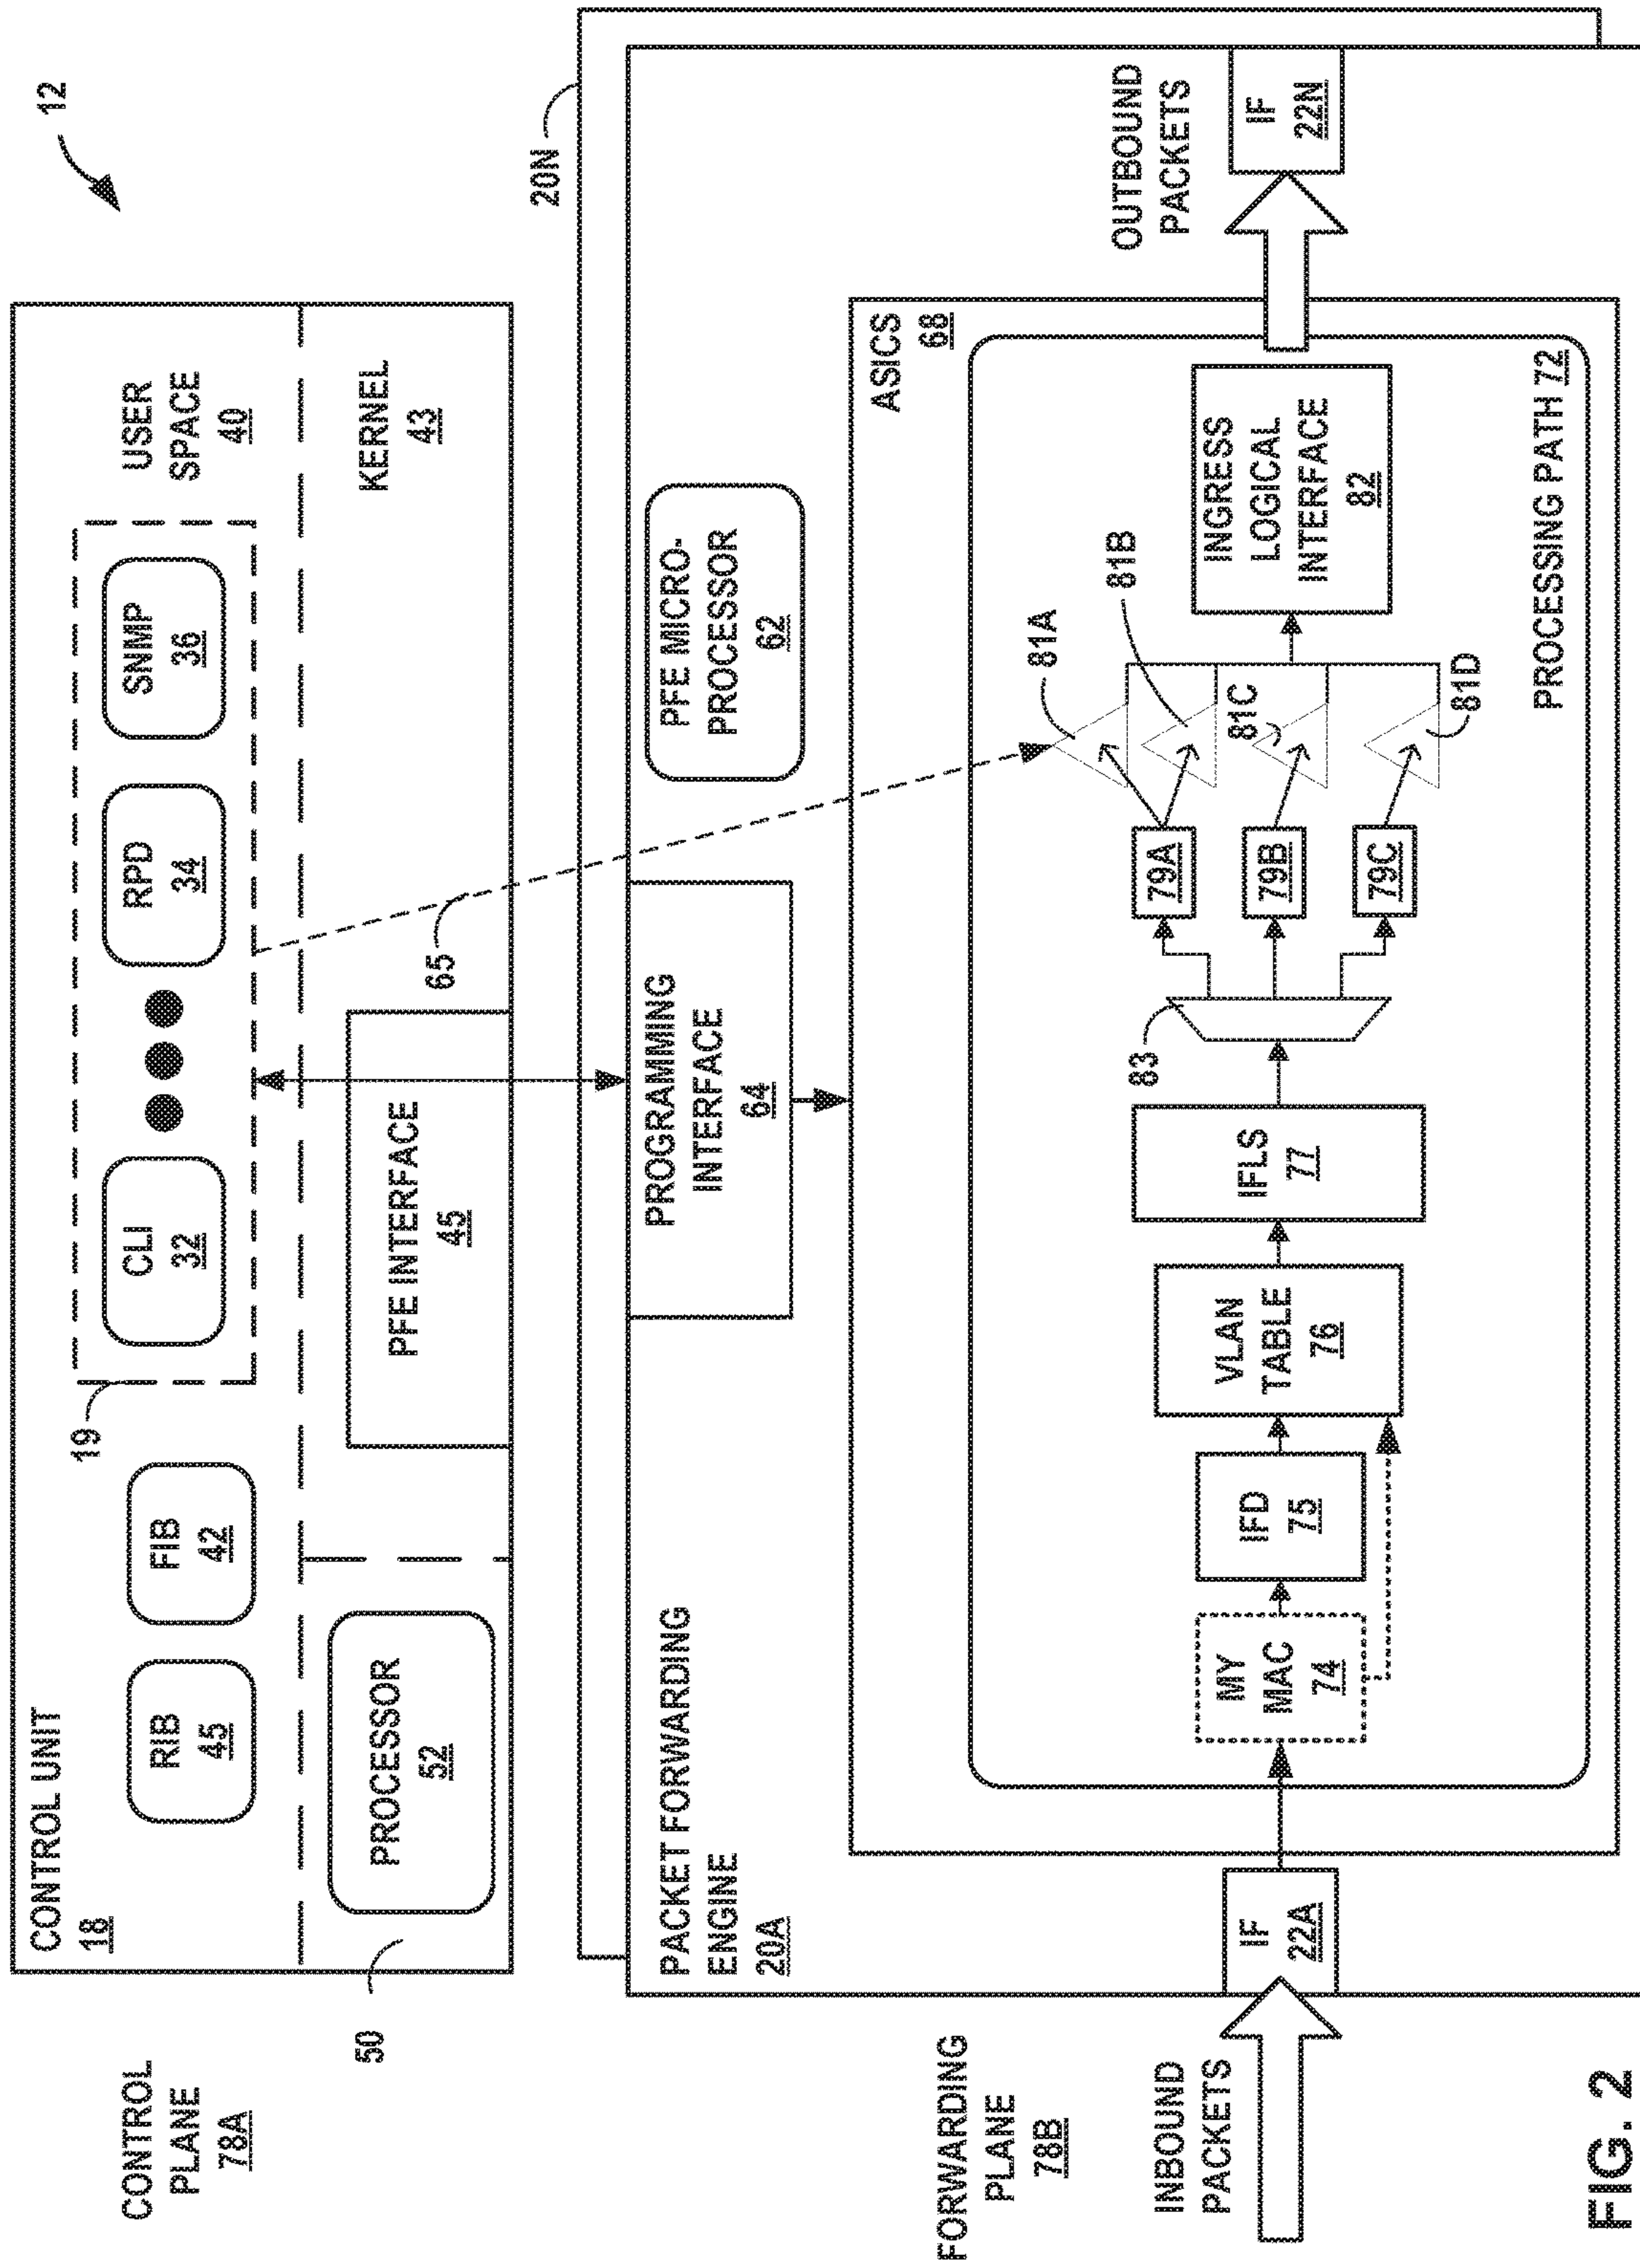 12
CONTROL UNIT
18
RIB
45
FIB
42
19
CLI
32
RPD
34
SNMP
36
USER
SPACE
40
CONTROL
PLANE
78A
50
PROCESSOR
52
PFE INTERFACE
45
65
KERNEL
43
20N
PACKET FORWARDING
ENGINE
20A
PROGRAMMING
INTERFACE
64
PFE MICRO-
PROCESSOR
62
ASICS
68
FORWARDING
PLANE
78B
INBOUND
PACKETS
IF
22A
MY
MAC
74
IFD
75
VLAN
TABLE
76
IFLS
77
83
79A
79B
79C
81A
81B
81C
81D
INGRESS
LOGICAL
INTERFACE
82
PROCESSING PATH 72
OUTBOUND
PACKETS
IF
22N
FIG. 2